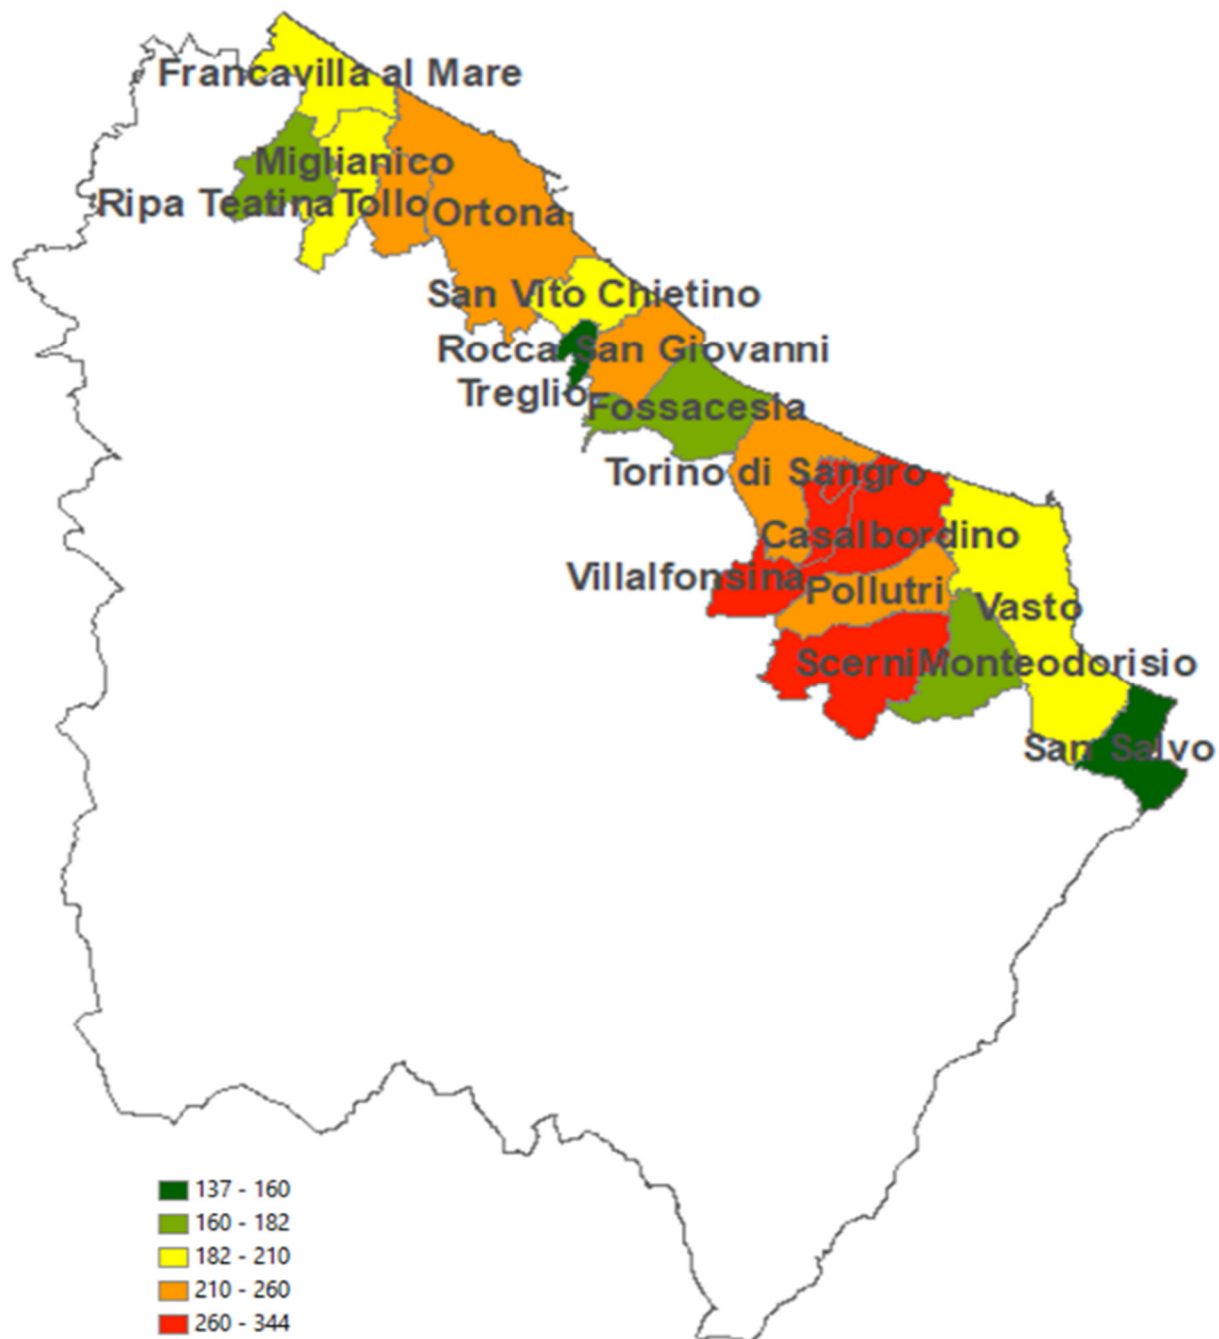 Francavilla al Mare
Miglianico
Ripa Teatina
Tollo
Ortona
San Vito Chietino
Rocca San Giovanni
Treglio
Fossacesia
Torino di Sangro
Casalbordino
Villalfonsina
Pollutri
Vasto
Scerni
Monteodorisio
San Salvo
137 - 160
160 - 182
182 - 210
210 - 260
260 - 344